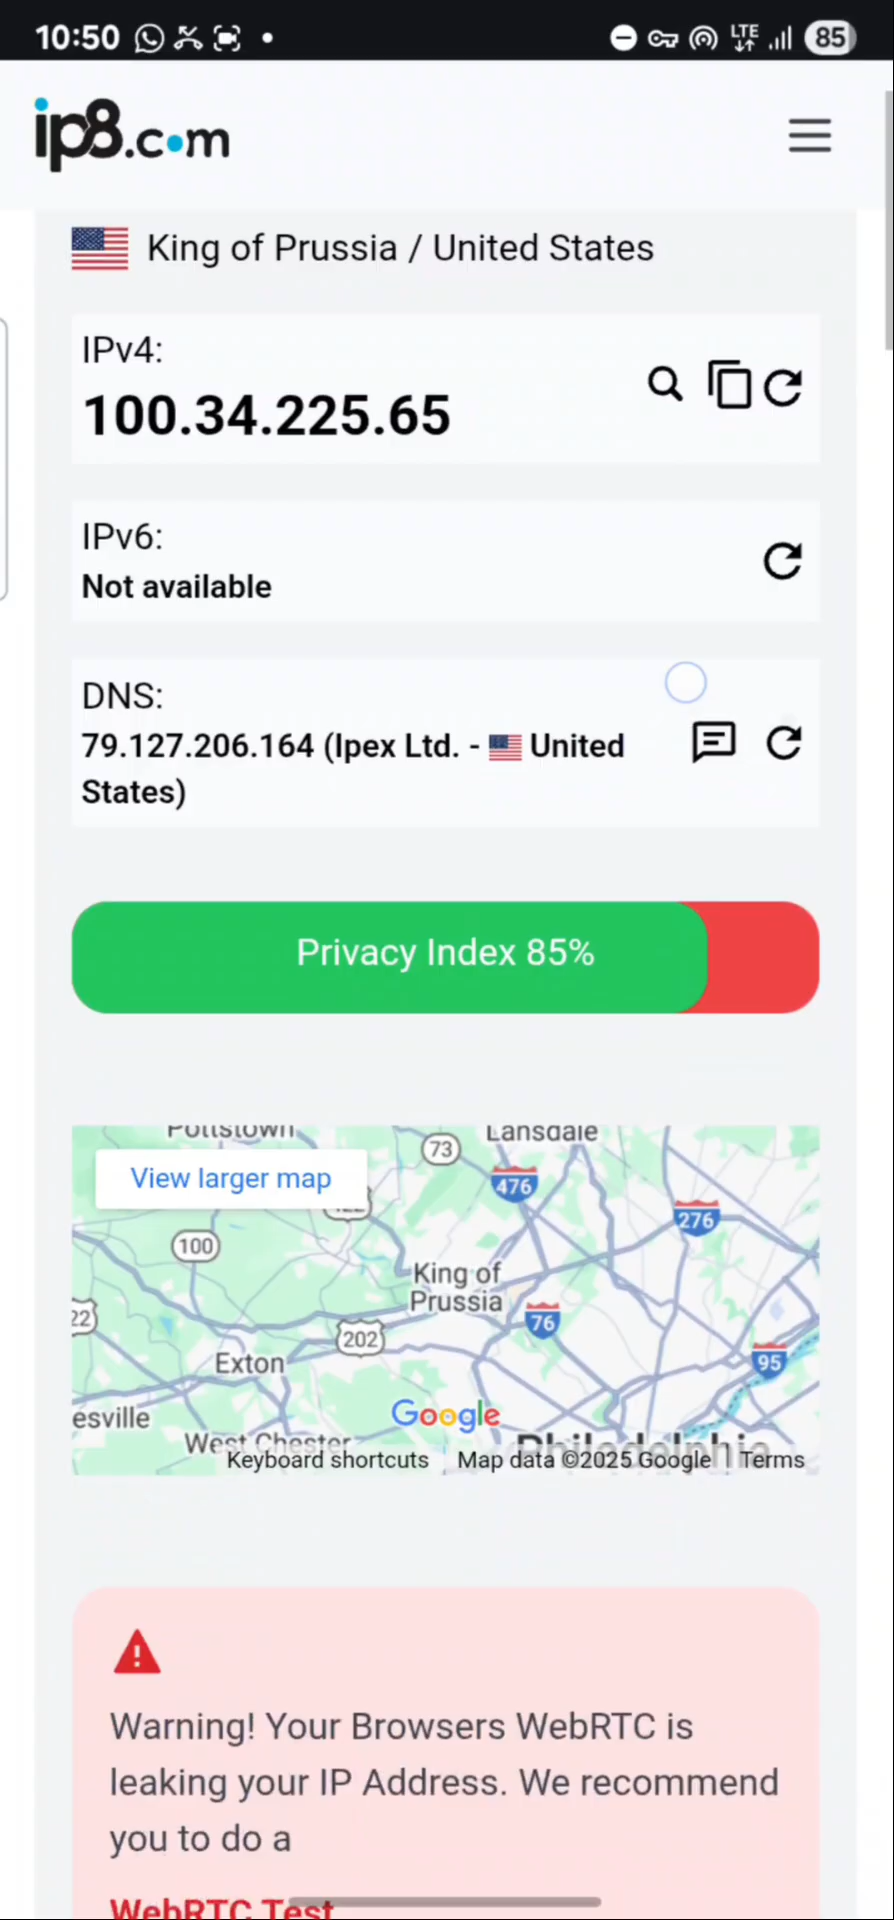 10:50
LTE
85
ip8.com
King of Prussia / United States
IPv4:
100.34.225.65
IPv6:
Not available
DNS:
79.127.206.164 (Ipex Ltd. - United
States)
Privacy Index 85%
Pottstown
Lansdale
73
View larger map
476
276
100
King of
Prussia
76
202
Exton
95
esville
Google
West Chester
Philadelphia
Keyboard shortcuts
Map data ©2025 Google
Terms
Warning! Your Browsers WebRTC is
leaking your IP Address. We recommend
you to do a
WebRTC Test